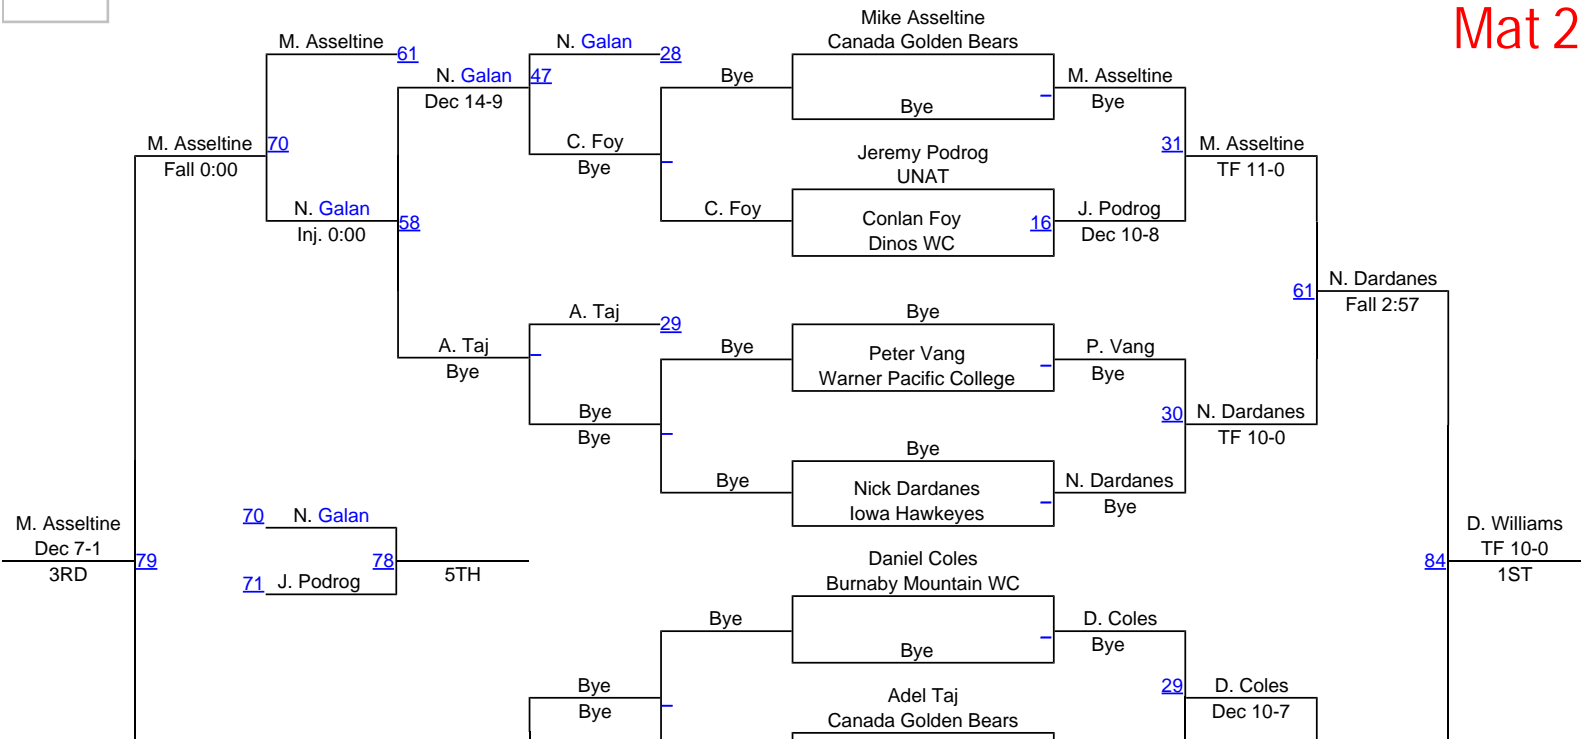 Mat 2
Mike Asseltine
Canada Golden Bears
M. Asseltine
61
N. Galan
28
N. Galan
47
Dec 14-9
Bye
Bye
M. Asseltine
Bye
C. Foy
Bye
M. Asseltine
70
Fall 0:00
Jeremy Podrog
UNAT
31
M. Asseltine
TF 11-0
N. Galan
58
Inj. 0:00
C. Foy
Conlan Foy
16
Dinos WC
J. Podrog
Dec 10-8
N. Dardanes
61
Fall 2:57
A. Taj
29
Bye
A. Taj
Bye
Bye
Peter Vang
Warner Pacific College
P. Vang
Bye
Bye
Bye
30
N. Dardanes
TF 10-0
Bye
Bye
Nick Dardanes
Iowa Hawkeyes
N. Dardanes
Bye
M. Asseltine
Dec 7-1
79
3RD
70
N. Galan
78
5TH
71
J. Podrog
D. Williams
TF 10-0
84
1ST
Daniel Coles
Burnaby Mountain WC
Bye
Bye
D. Coles
Bye
Bye
Bye
Adel Taj
Canada Golden Bears
29
D. Coles
Dec 10-7